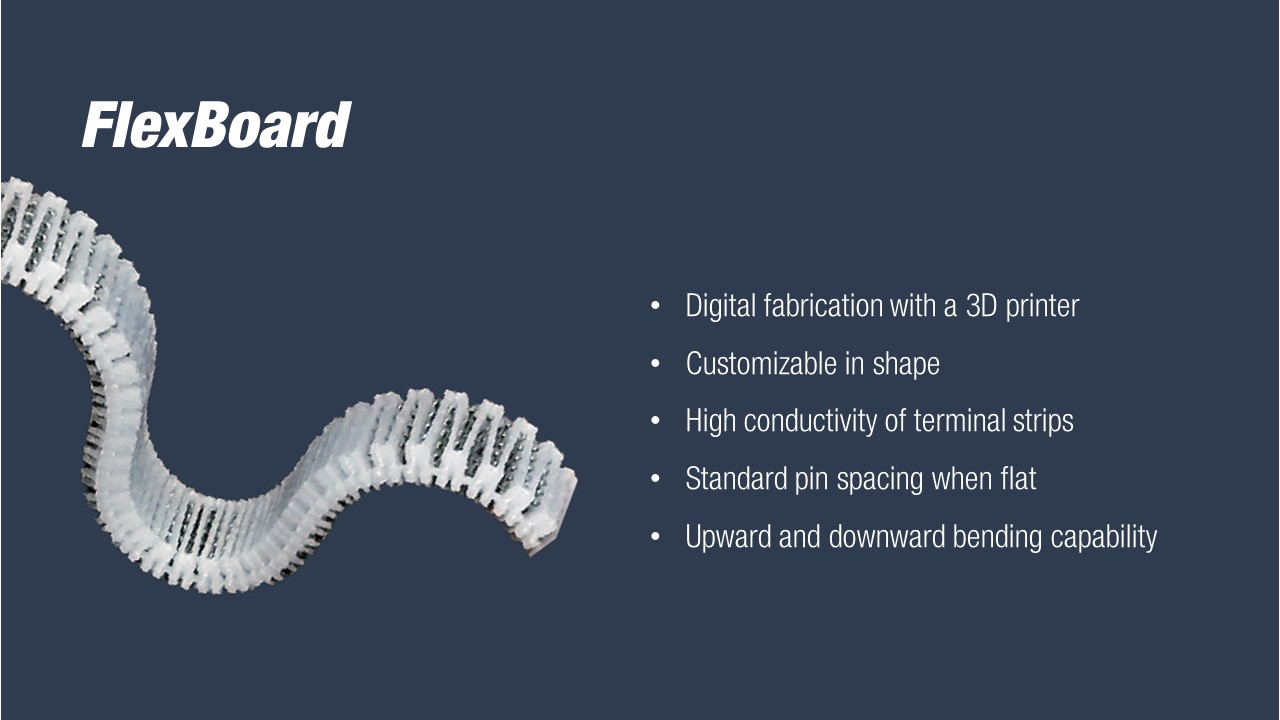 FlexBoard
• Digital fabrication with a 3D printer
• Customizable in shape
• High conductivity of terminal strips
• Standard pin spacing when flat
• Upward and downward bending capability